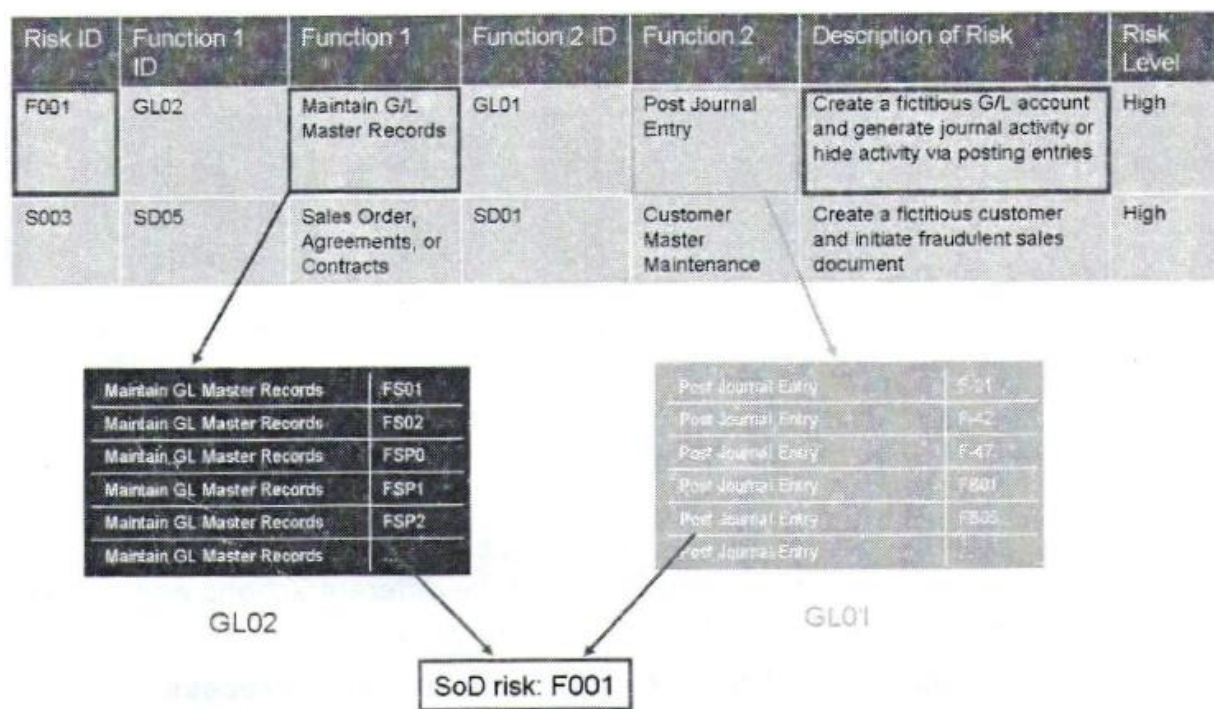 Risk ID
Function 1 ID
Function 1
Function 2 ID
Function 2
Description of Risk
Risk Level
F001
GL02
Maintain G/L
Master Records
GL01
Post Journal
Entry
Create a fictitious G/L account
and generate journal activity or
hide activity via posting entries
High
S003
SD05
Sales Order,
Agreements, or
Contracts
SD01
Customer
Master
Maintenance
Create a fictitious customer
and initiate fraudulent sales
document
High
Maintain GL Master Records FS01
Maintain GL Master Records FS02
Maintain GL Master Records FSP0
Maintain GL Master Records FSP1
Maintain GL Master Records FSP2
Maintain GL Master Records ...
GL02
Post Journal Entry
Post Journal Entry F-42
Post Journal Entry F-47
Post Journal Entry FB01
Post Journal Entry FB05
Post Journal Entry ...
GL01
SoD risk: F001